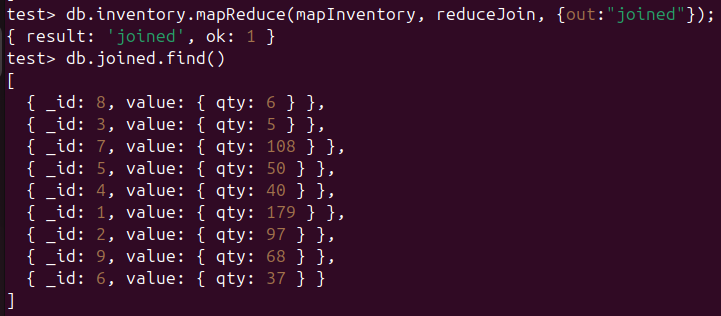 test> db.inventory.mapReduce(mapInventory, reduceJoin, {out:"joined"});
{ result: 'joined', ok: 1 }
test> db.joined.find()
[
  { _id: 8, value: { qty: 6 } },
  { _id: 3, value: { qty: 5 } },
  { _id: 7, value: { qty: 108 } },
  { _id: 5, value: { qty: 50 } },
  { _id: 4, value: { qty: 40 } },
  { _id: 1, value: { qty: 179 } },
  { _id: 2, value: { qty: 97 } },
  { _id: 9, value: { qty: 68 } },
  { _id: 6, value: { qty: 37 } }
]